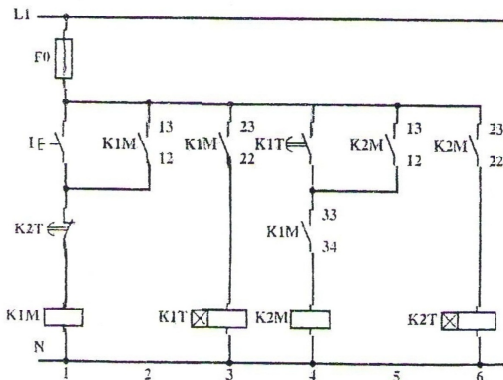 L1
F0
13 23 13 23
I E K1M K1M K1T K2M K2M
12 22 12 22
K2T 33
K1M
34
K1M K1T K2M K2T
N
1 2 3 4 5 6